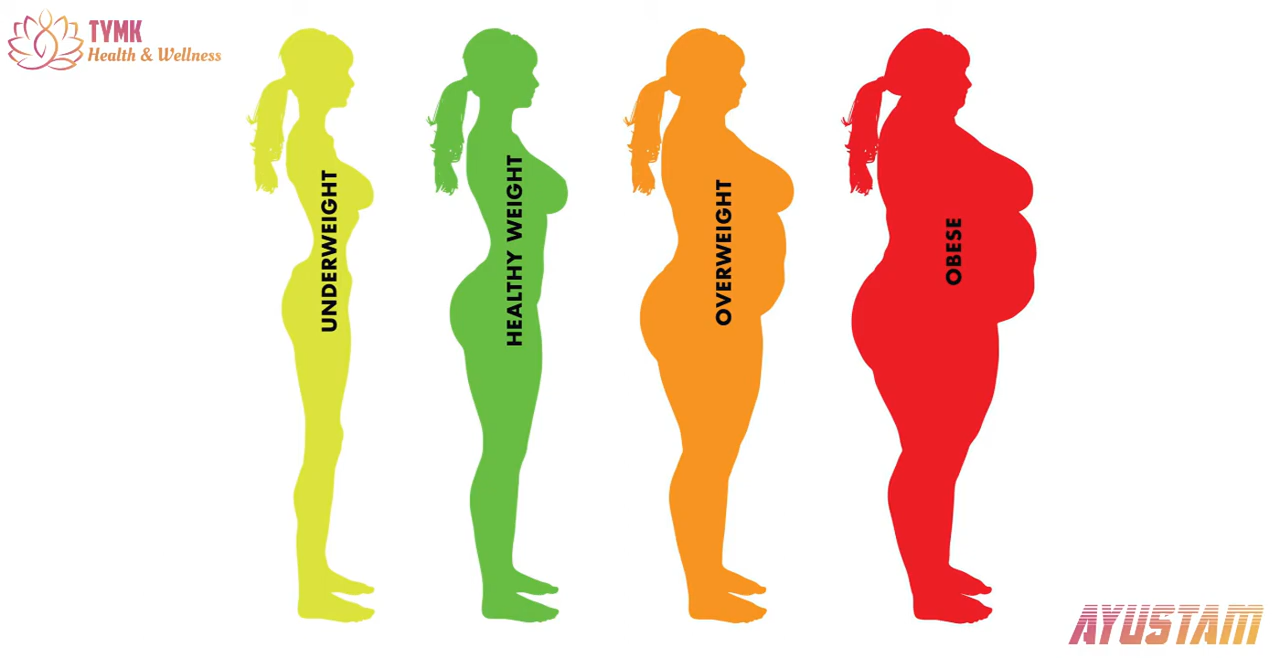 TYMK
Health & Wellness
UNDERWEIGHT
HEALTHY WEIGHT
OVERWEIGHT
OBESE
AYUSTAM